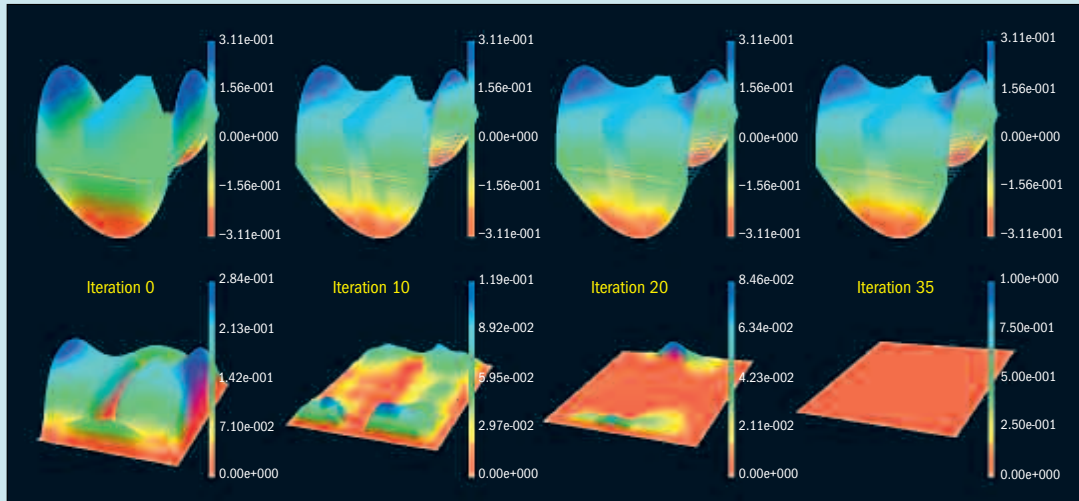 3.11e-001
1.56e-001
0.00e+000
−1.56e-001
−3.11e-001
3.11e-001
1.56e-001
0.00e+000
−1.56e-001
−3.11e-001
3.11e-001
1.56e-001
0.00e+000
−1.56e-001
−3.11e-001
3.11e-001
1.56e-001
0.00e+000
−1.56e-001
−3.11e-001
Iteration 0
2.84e-001
2.13e-001
1.42e-001
7.10e-002
0.00e+000
Iteration 10
1.19e-001
8.92e-002
5.95e-002
2.97e-002
0.00e+000
Iteration 20
8.46e-002
6.34e-002
4.23e-002
2.11e-002
0.00e+000
Iteration 35
1.00e+000
7.50e-001
5.00e-001
2.50e-001
0.00e+000